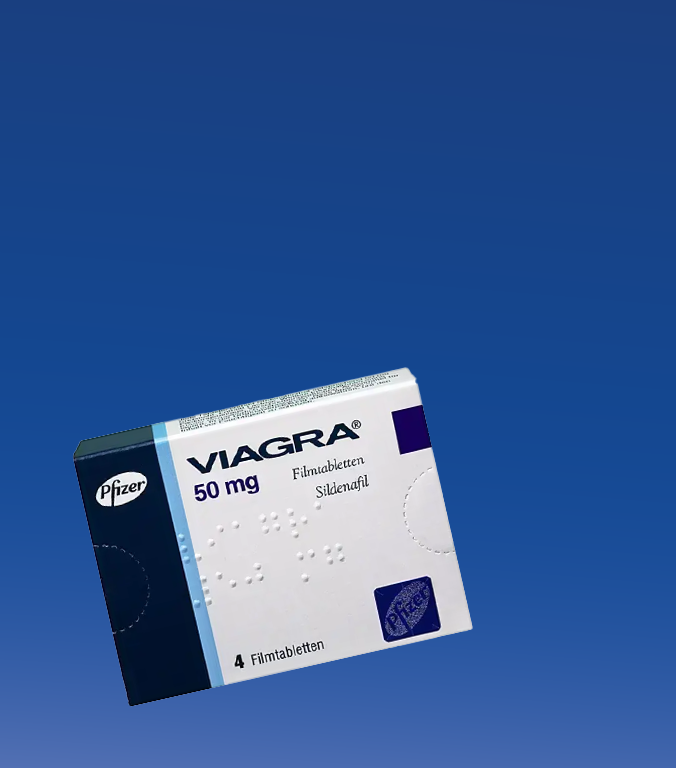 Pfizer
VIAGRA®
50 mg
Filmtabletten
Sildenafil
Pfizer
4 Filmtabletten